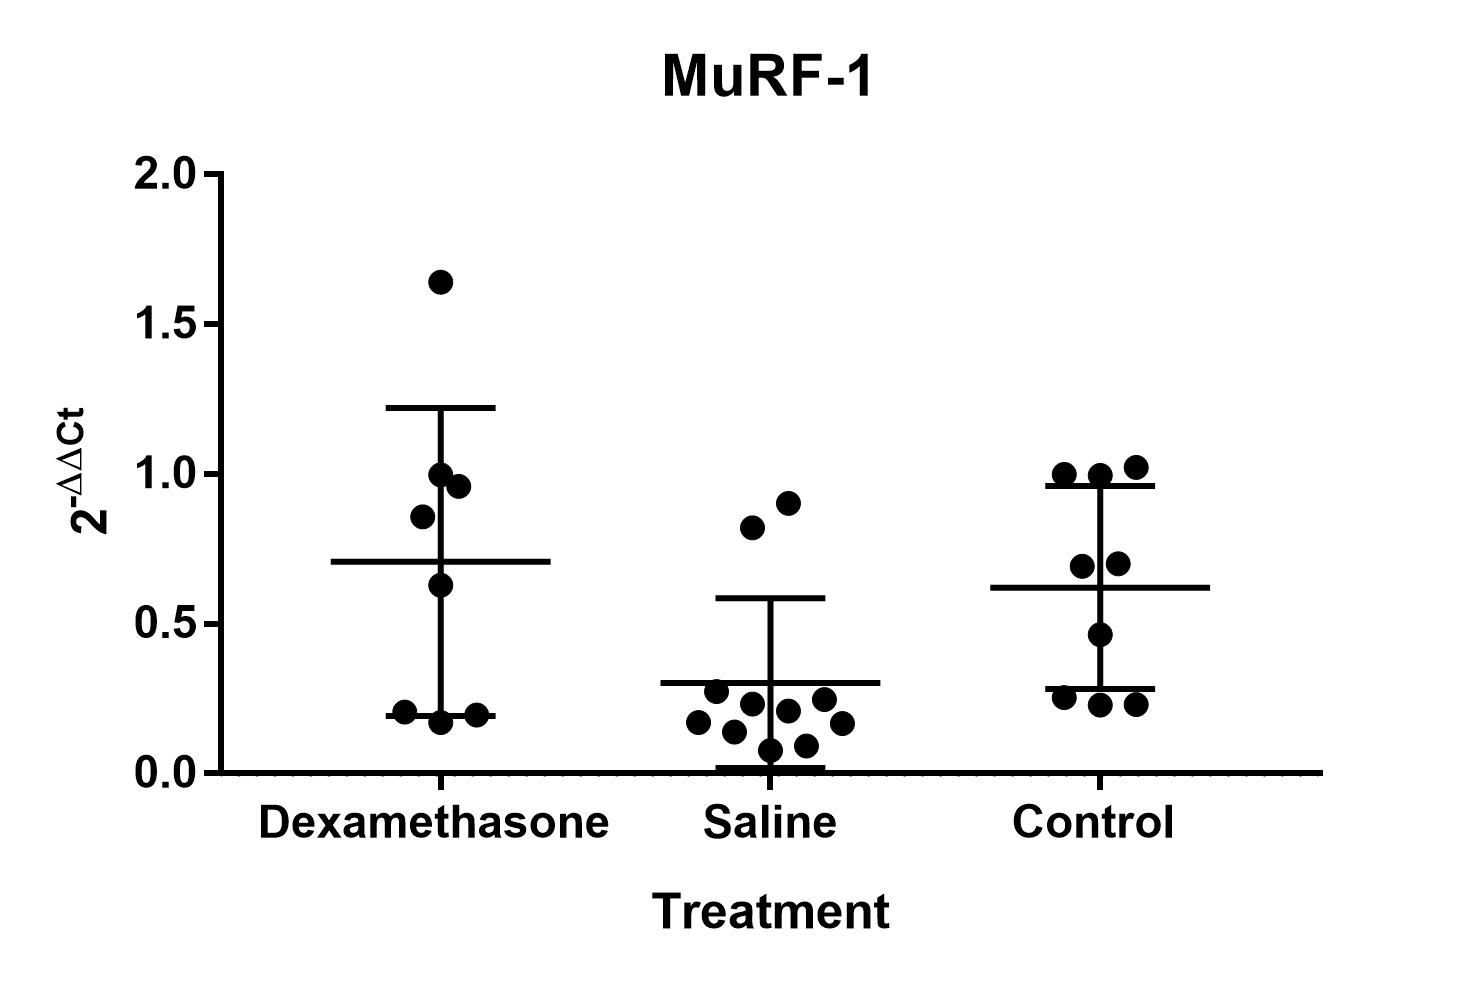 MuRF-1
2.0
1.5
1.0
0.5
0.0
2-ΔΔCt
Dexamethasone Saline Control
Treatment